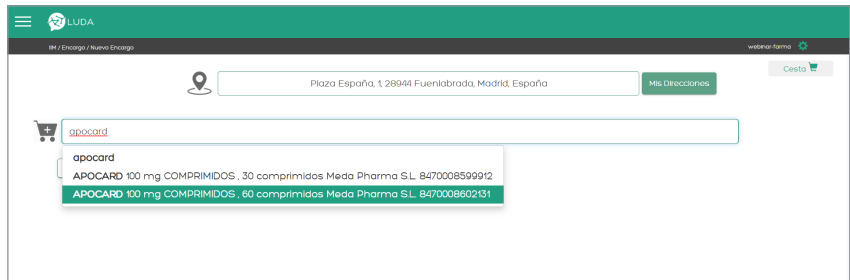 LUDA
IIM / Encargo / Nuevo Encargo
webinar-farma
Cesta
Plaza España, 1, 28944 Fuenlabrada, Madrid, España
Mis Direcciones
apocard
apocard
APOCARD 100 mg COMPRIMIDOS , 30 comprimidos Meda Pharma S.L. 8470008599912
APOCARD 100 mg COMPRIMIDOS , 60 comprimidos Meda Pharma S.L. 8470008602131